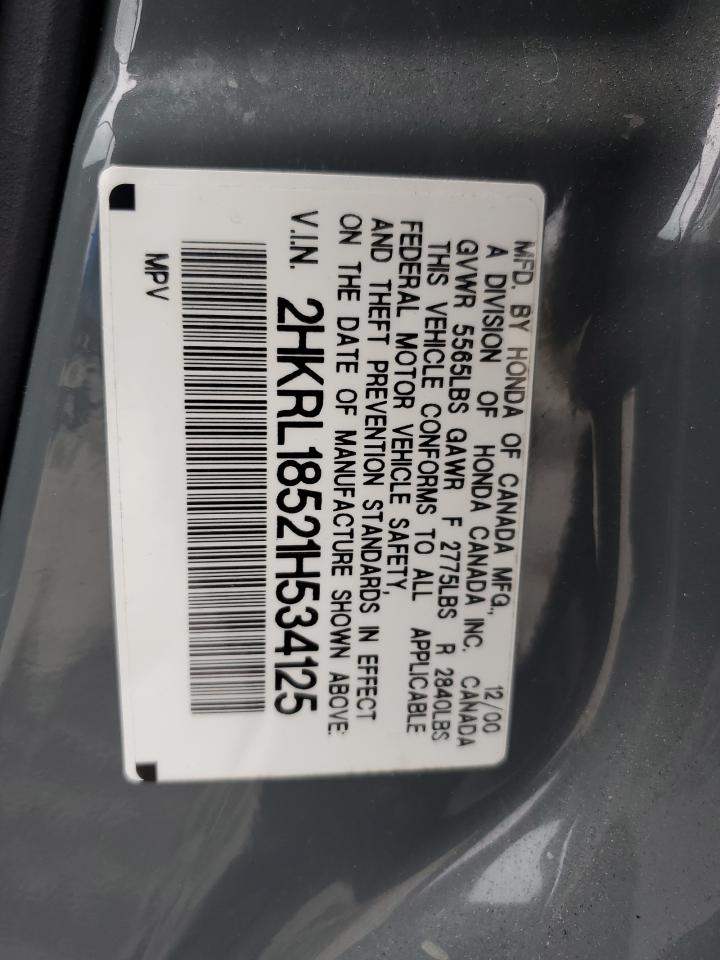 MFD. BY HONDA OF CANADA MFG., 12/00
A DIVISION OF HONDA CANADA INC. CANADA
GVWR 5565LBS GAWR F 2775LBS R 2840LBS
THIS VEHICLE CONFORMS TO ALL APPLICABLE
FEDERAL MOTOR VEHICLE SAFETY,
AND THEFT PREVENTION STANDARDS IN EFFECT
ON THE DATE OF MANUFACTURE SHOWN ABOVE:
V.I.N. 2HKRL18521H534125
MPV